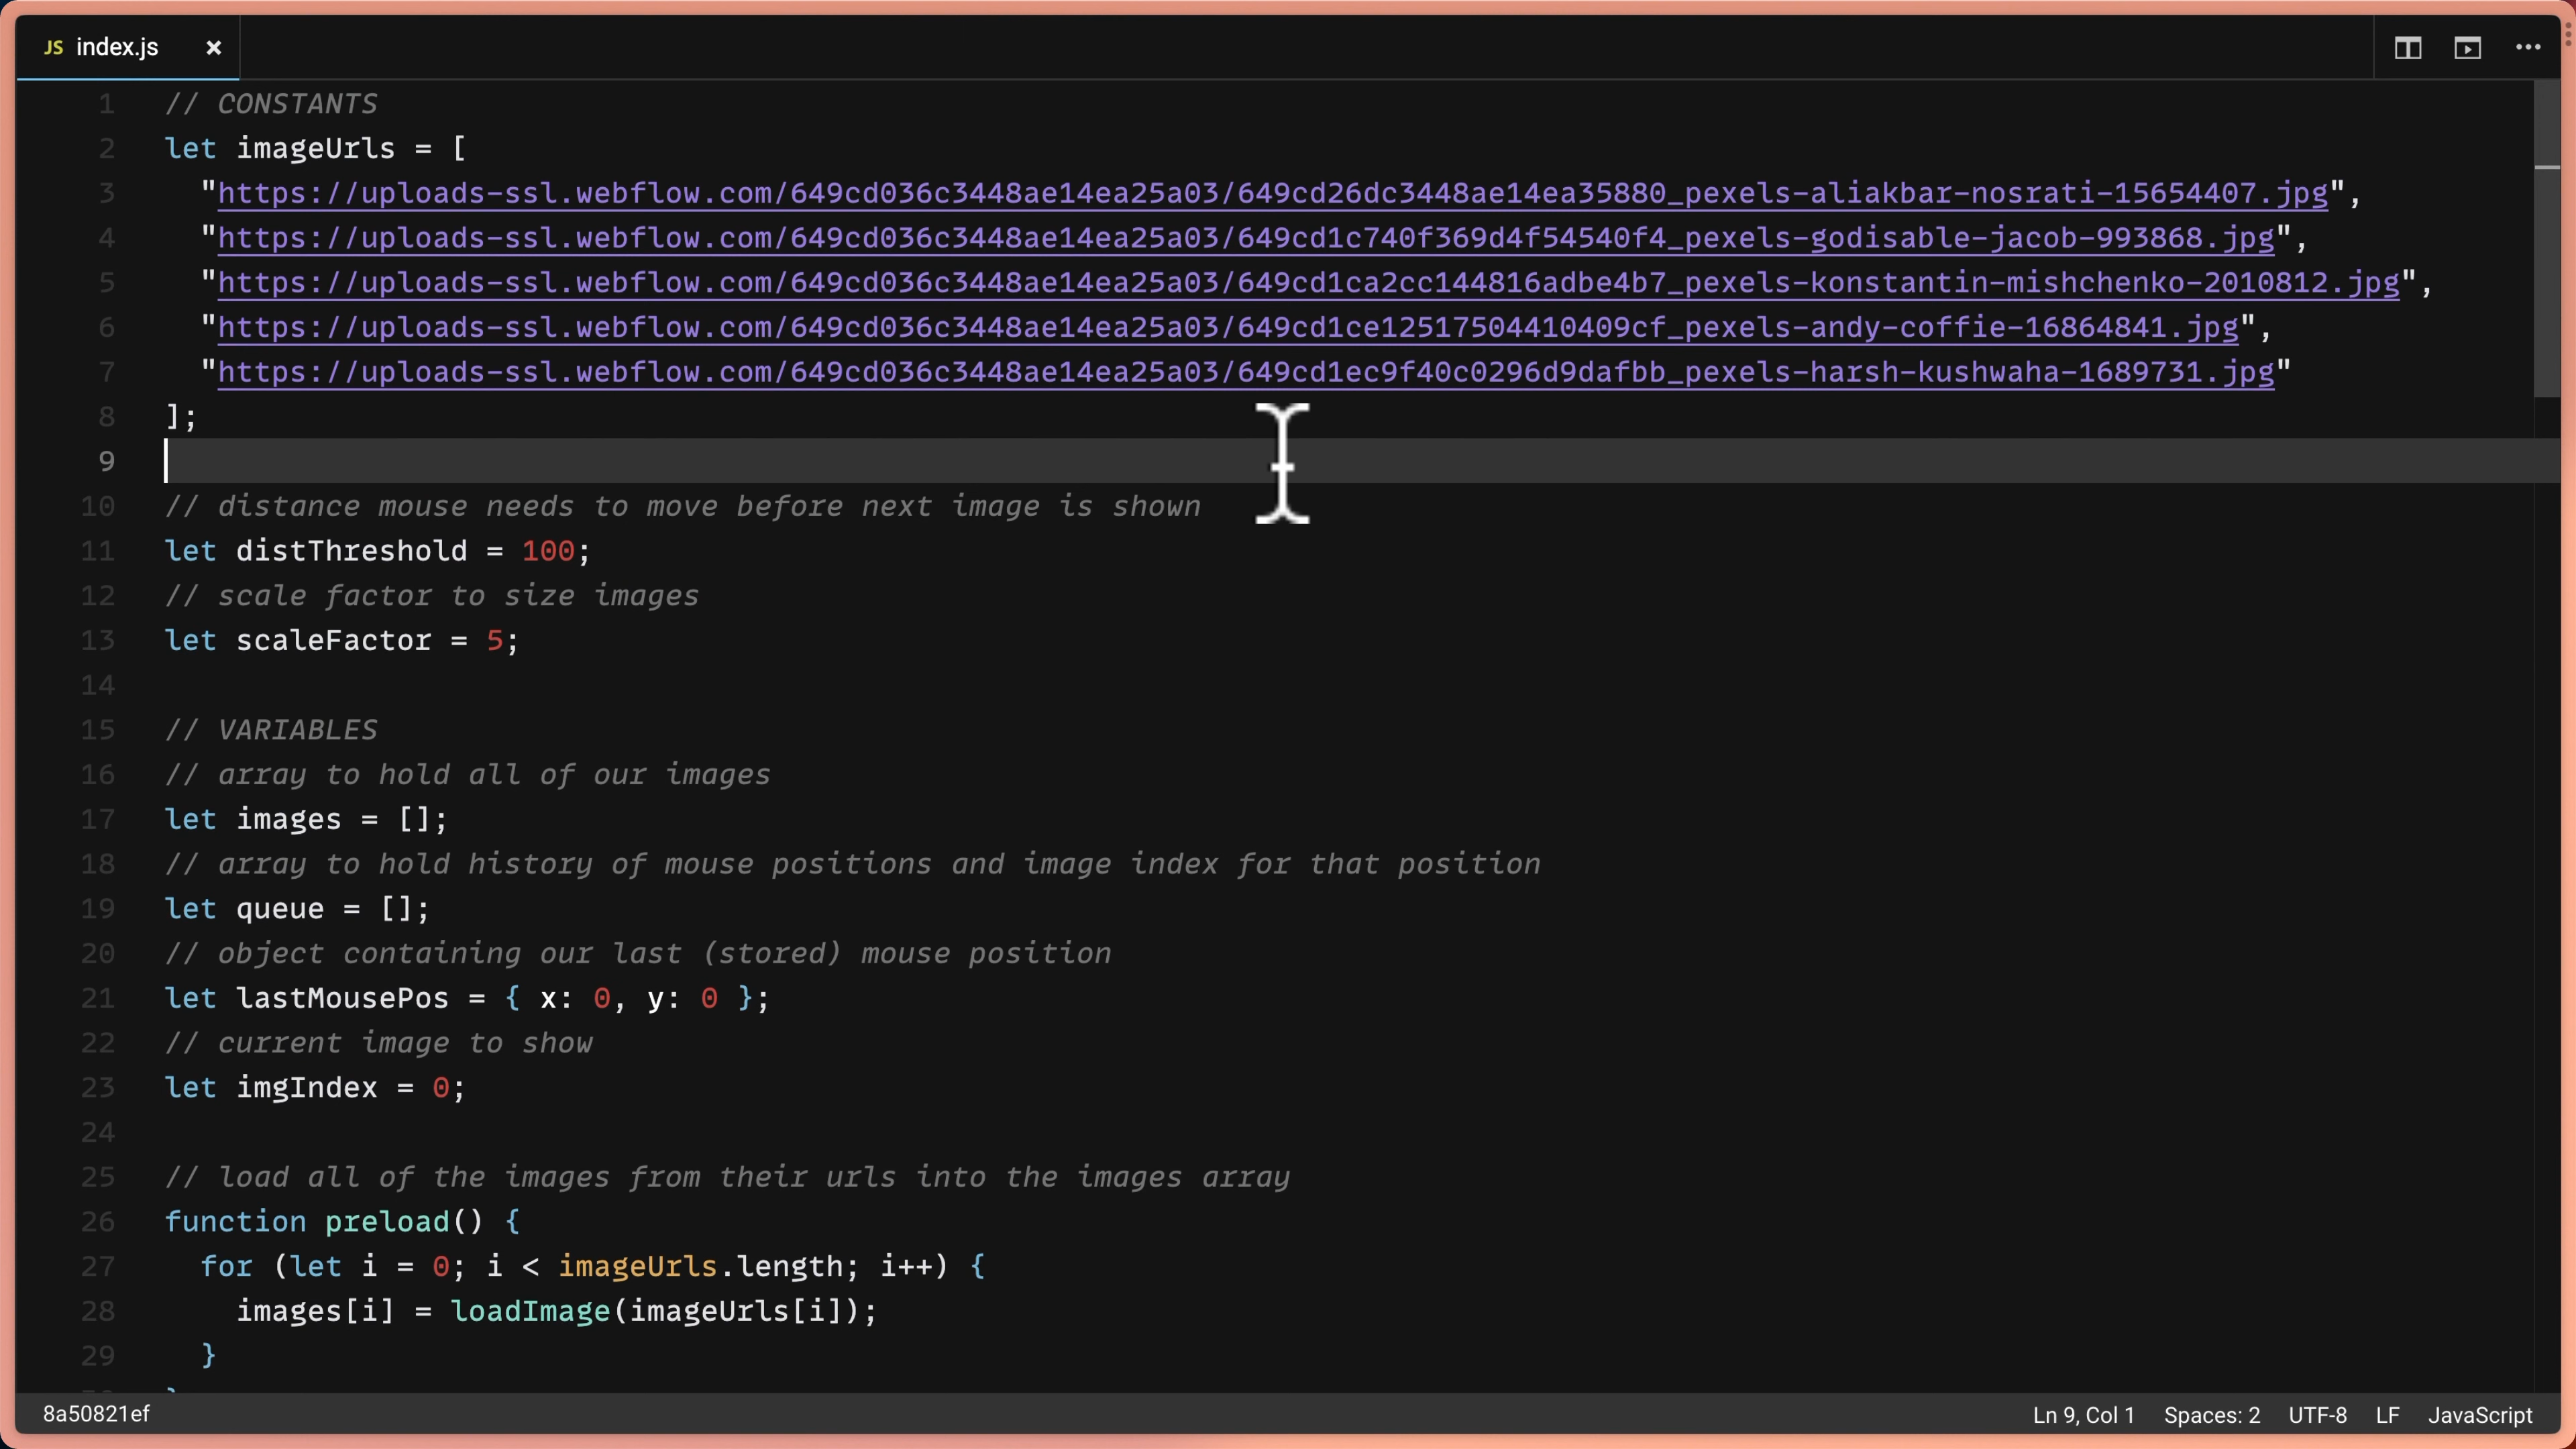 JS index.js
1 // CONSTANTS
2 let imageUrls = [
3 "https://uploads-ssl.webflow.com/649cd036c3448ae14ea25a03/649cd26dc3448ae14ea35880_pexels-aliakbar-nosrati-15654407.jpg",
4 "https://uploads-ssl.webflow.com/649cd036c3448ae14ea25a03/649cd1c740f369d4f54540f4_pexels-godisable-jacob-993868.jpg",
5 "https://uploads-ssl.webflow.com/649cd036c3448ae14ea25a03/649cd1ca2cc144816adbe4b7_pexels-konstantin-mishchenko-2010812.jpg",
6 "https://uploads-ssl.webflow.com/649cd036c3448ae14ea25a03/649cd1ce12517504410409cf_pexels-andy-coffie-16864841.jpg",
7 "https://uploads-ssl.webflow.com/649cd036c3448ae14ea25a03/649cd1ec9f40c0296d9dafbb_pexels-harsh-kushwaha-1689731.jpg"
8 ];
9
10 // distance mouse needs to move before next image is shown
11 let distThreshold = 100;
12 // scale factor to size images
13 let scaleFactor = 5;
14
15 // VARIABLES
16 // array to hold all of our images
17 let images = [];
18 // array to hold history of mouse positions and image index for that position
19 let queue = [];
20 // object containing our last (stored) mouse position
21 let lastMousePos = { x: 0, y: 0 };
22 // current image to show
23 let imgIndex = 0;
24
25 // load all of the images from their urls into the images array
26 function preload() {
27 for (let i = 0; i < imageUrls.length; i++) {
28 images[i] = loadImage(imageUrls[i]);
29 }
8a50821ef Ln 9, Col 1 Spaces: 2 UTF-8 LF JavaScript